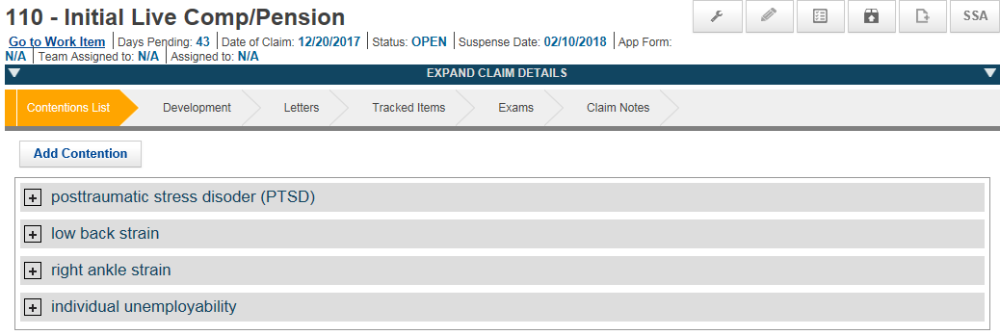 110 - Initial Live Comp/Pension
SSA
Go to Work Item Days Pending: 43 Date of Claim: 12/20/2017 Status: OPEN Suspense Date: 02/10/2018 App Form:
N/A Team Assigned to: N/A Assigned to: N/A
EXPAND CLAIM DETAILS
Contentions List Development Letters Tracked Items Exams Claim Notes
Add Contention
posttraumatic stress disoder (PTSD)
low back strain
right ankle strain
individual unemployability